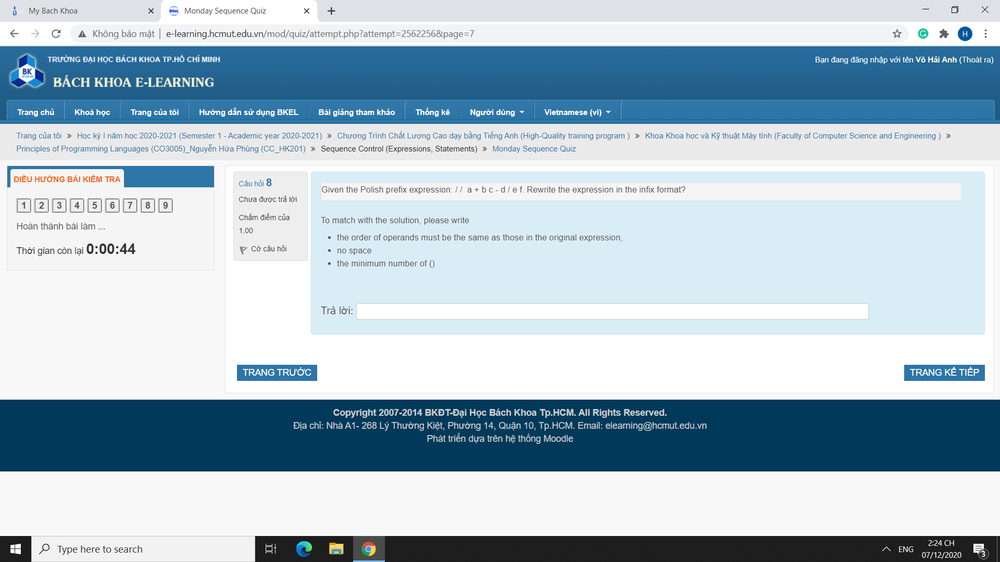 My Bach Khoa
Monday Sequence Quiz
Không bảo mật | e-learning.hcmut.edu.vn/mod/quiz/attempt.php?attempt=2562256&page=7
H
TRƯỜNG ĐẠI HỌC BÁCH KHOA TP.HỒ CHÍ MINH
BK
TP.HCM
BÁCH KHOA E-LEARNING
Bạn đang đăng nhập với tên Võ Hải Anh (Thoát ra)
Trang chủ Khoá học Trang của tôi Hướng dẫn sử dụng BKEL Bài giảng tham khảo Thống kê Người dùng Vietnamese (vi)
Trang của tôi » Học kỳ I năm học 2020-2021 (Semester 1 - Academic year 2020-2021) » Chương Trình Chất Lượng Cao dạy bằng Tiếng Anh (High-Quality training program ) » Khoa Khoa học và Kỹ thuật Máy tính (Faculty of Computer Science and Engineering ) »
Principles of Programming Languages (CO3005)_Nguyễn Hứa Phùng (CC_HK201) » Sequence Control (Expressions, Statements) » Monday Sequence Quiz
ĐIỀU HƯỚNG BÀI KIỂM TRA
1 2 3 4 5 6 7 8 9
Hoàn thành bài làm ...
Thời gian còn lại 0:00:44
Câu hỏi 8
Chưa được trả lời
Chấm điểm của
1,00
Cờ câu hỏi
Given the Polish prefix expression: / /  a + b c - d / e f. Rewrite the expression in the infix format?
To match with the solution, please write
• the order of operands must be the same as those in the original expression,
• no space
• the minimum number of ()
Trả lời:
TRANG TRƯỚC
TRANG KẾ TIẾP
Copyright 2007-2014 BKĐT-Đại Học Bách Khoa Tp.HCM. All Rights Reserved.
Địa chỉ: Nhà A1- 268 Lý Thường Kiệt, Phường 14, Quận 10, Tp.HCM. Email: elearning@hcmut.edu.vn
Phát triển dựa trên hệ thống Moodle
Type here to search
ENG
2:24 CH
07/12/2020
3